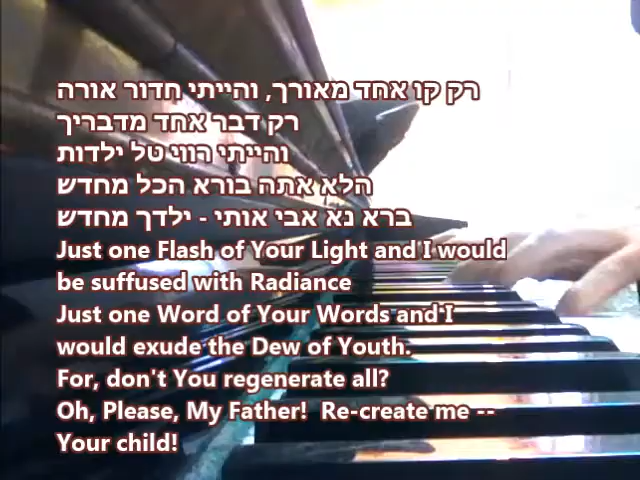 רק קו אחד מאורך, והייתי חדור אורה
רק דבר אחד מדבריך
והייתי רווי טל ילדות
הלא אתה בורא הכל מחדש
ברא נא אבי אותי - ילדך מחדש
Just one Flash of Your Light and I would
be suffused with Radiance
Just one Word of Your Words and I
would exude the Dew of Youth.
For, don't You regenerate all?
Oh, Please, My Father!  Re-create me --
Your child!